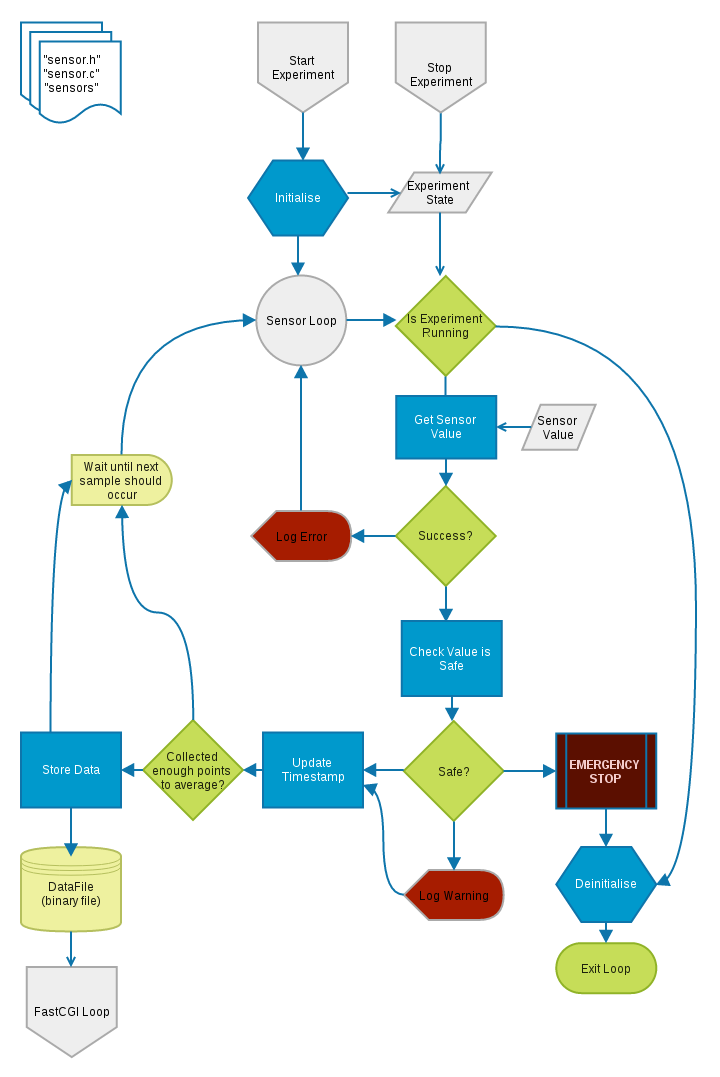 "sensor.h"
"sensor.c"
"sensors"
Start
Experiment
Stop
Experiment
Initialise
Experiment
State
Sensor Loop
Is Experiment
Running
Get Sensor
Value
Sensor
Value
Wait until next
sample should
occur
Log Error
Success?
Check Value is
Safe
Store Data
Collected
enough points
to average?
Update
Timestamp
Safe?
EMERGENCY
STOP
DataFile
(binary file)
Log Warning
Deinitialise
Exit Loop
FastCGI Loop